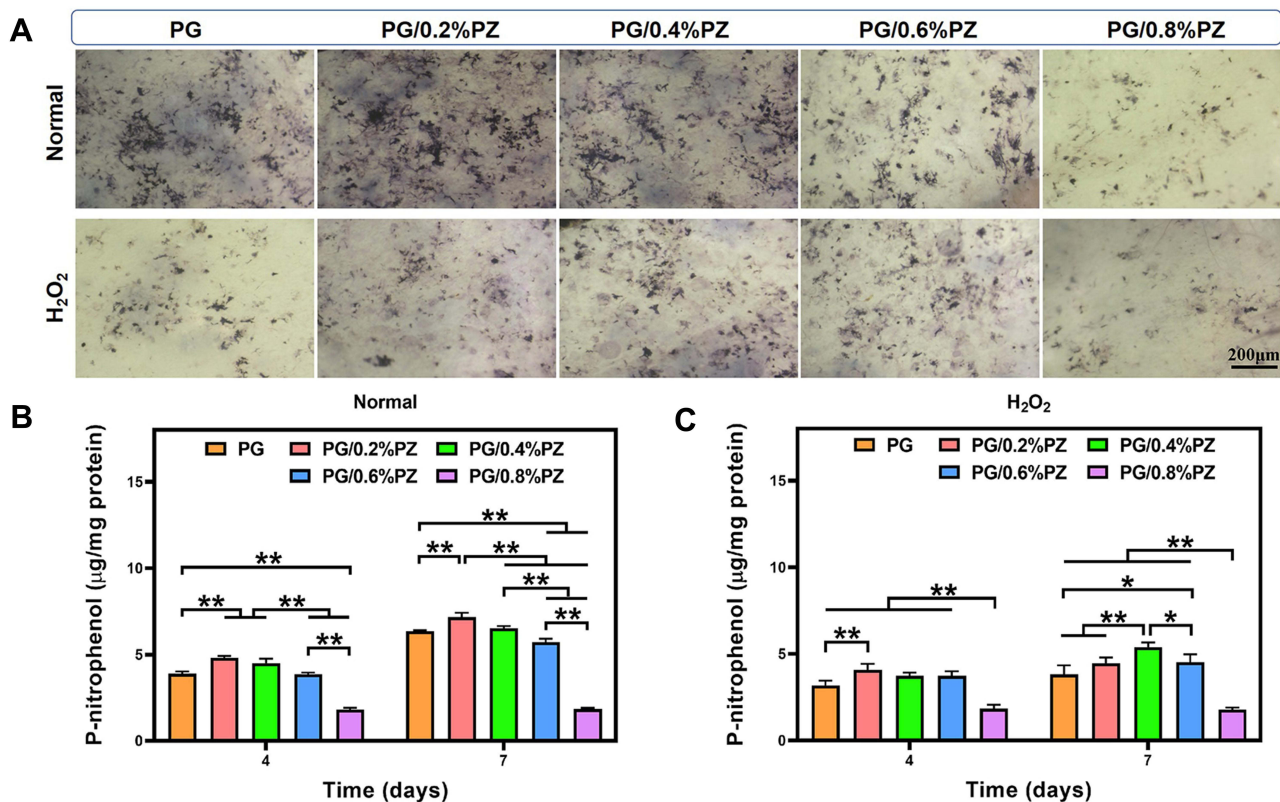 A
PG PG/0.2%PZ PG/0.4%PZ PG/0.6%PZ PG/0.8%PZ
Normal
H₂O₂
200μm
B
Normal
P-nitrophenol (μg/mg protein)
PG PG/0.2%PZ PG/0.4%PZ
PG/0.6%PZ PG/0.8%PZ
15
10
5
0
**
** **
**
**
** **
**
**
4 7
Time (days)
C
H₂O₂
P-nitrophenol (μg/mg protein)
PG PG/0.2%PZ PG/0.4%PZ
PG/0.6%PZ PG/0.8%PZ
15
10
5
0
**
**
**
*
** *
4 7
Time (days)